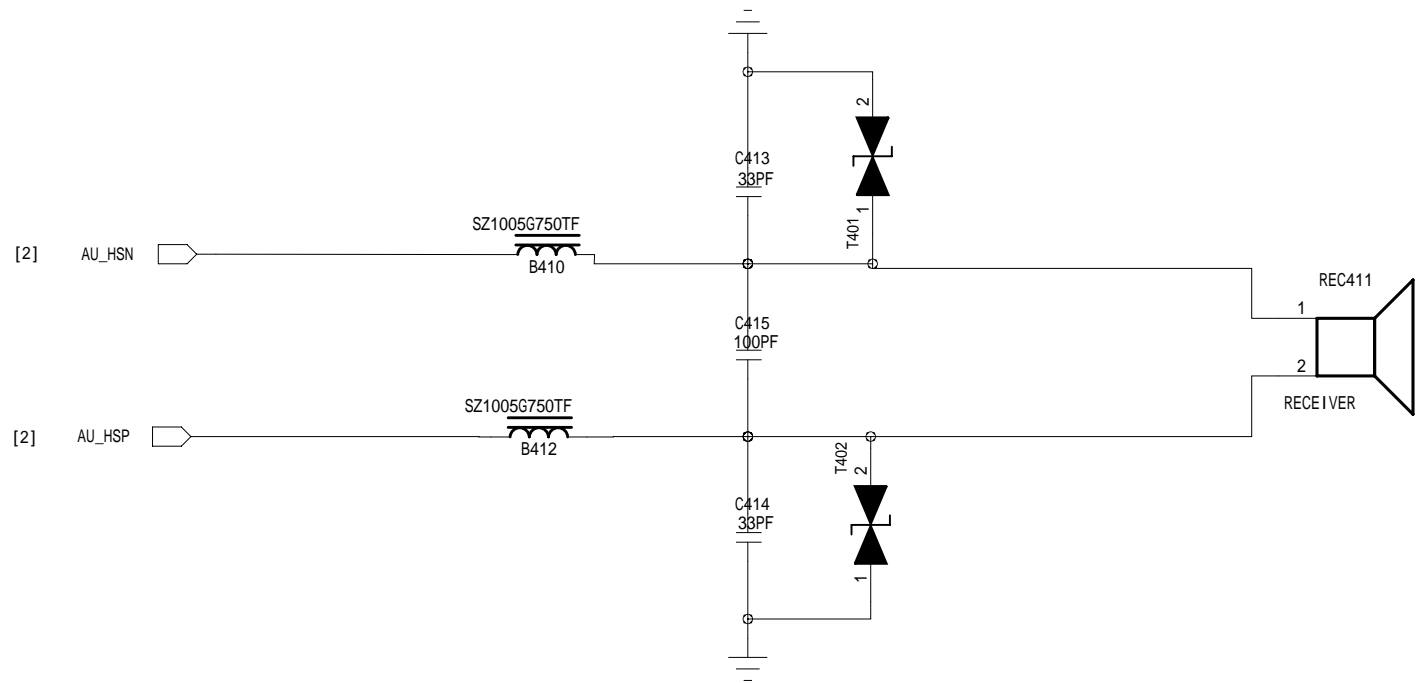 2
C413
33PF
1
T401
SZ1005G750TF
[2] AU_HSN
B410
REC411
1
C415
100PF
2
RECEIVER
SZ1005G750TF
[2] AU_HSP
B412
T402
2
C414
33PF
1